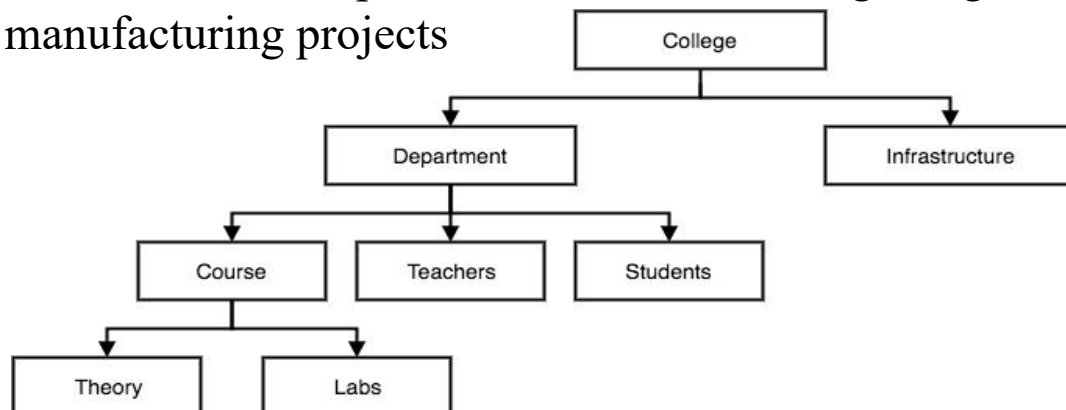 manufacturing projects
College
Department
Infrastructure
Course
Teachers
Students
Theory
Labs